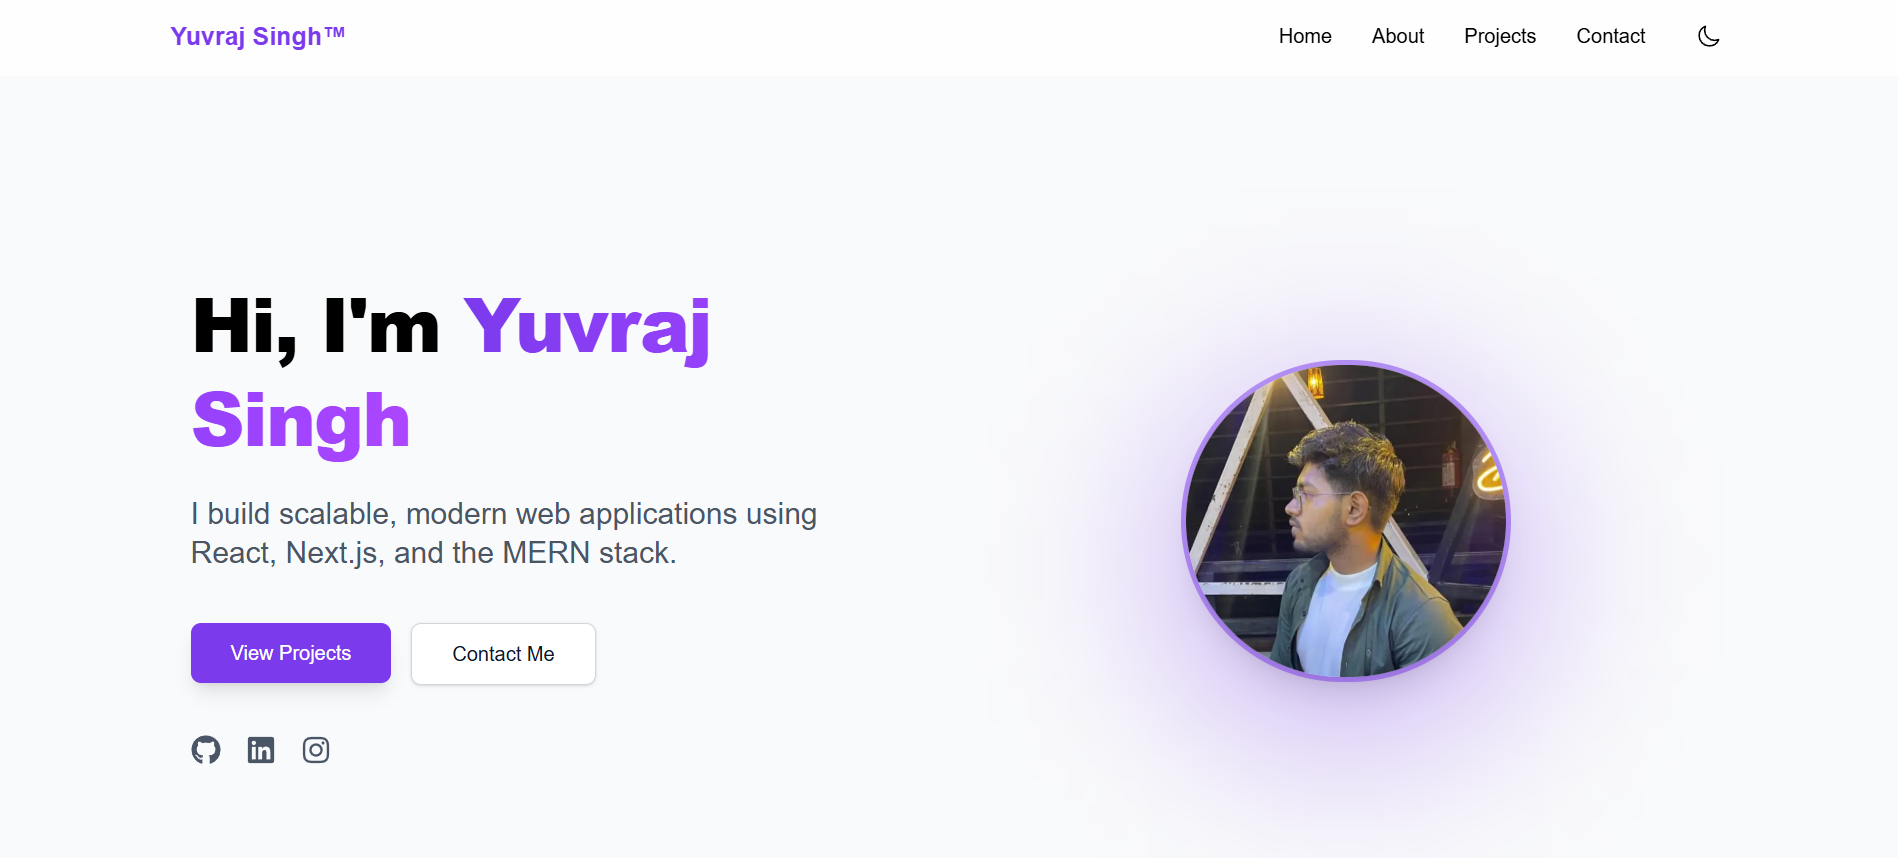 Yuvraj Singh™
Home About Projects Contact
Hi, I'm Yuvraj
Singh
I build scalable, modern web applications using
React, Next.js, and the MERN stack.
View Projects Contact Me
in